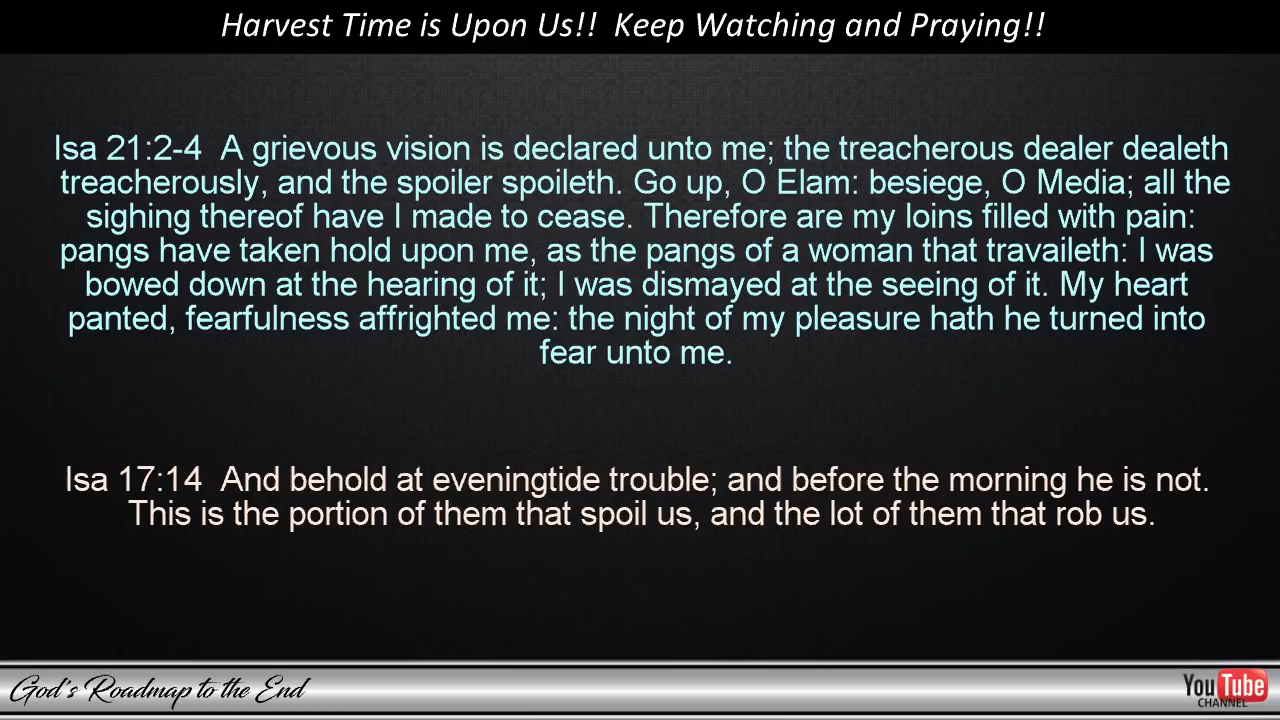 Harvest Time is Upon Us!!  Keep Watching and Praying!!
Isa 21:2-4  A grievous vision is declared unto me; the treacherous dealer dealeth
treacherously, and the spoiler spoileth. Go up, O Elam: besiege, O Media; all the
sighing thereof have I made to cease. Therefore are my loins filled with pain:
pangs have taken hold upon me, as the pangs of a woman that travaileth: I was
bowed down at the hearing of it; I was dismayed at the seeing of it. My heart
panted, fearfulness affrighted me: the night of my pleasure hath he turned into
fear unto me.
Isa 17:14  And behold at eveningtide trouble; and before the morning he is not.
This is the portion of them that spoil us, and the lot of them that rob us.
God's Roadmap to the End
YouTube
CHANNEL